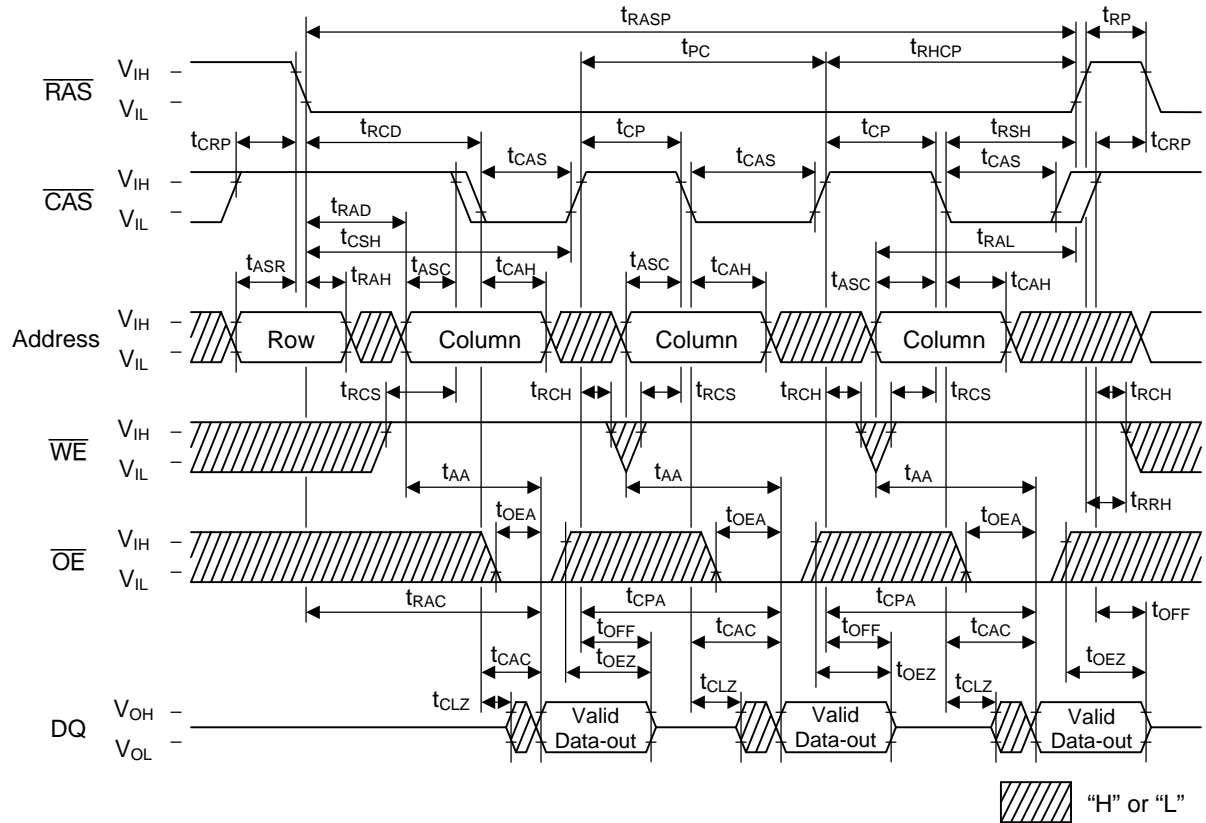 tRASP tRP
tPC tRHCP
RAS VIH
VIL
tCRP tRCD tCP tCP tRSH tCRP
tCAS tCAS tCAS
CAS VIH
VIL
tRAD
tCSH tRAL
tASR tRAH tASC tCAH tASC tCAH tASC tCAH
Address VIH
VIL
Row Column Column Column
tRCS tRCH tRCS tRCH tRCS tRCH
WE VIH
VIL
tAA tAA tAA
tRRH
tOEA tOEA tOEA
OE VIH
VIL
tRAC tCPA tCPA
tOFF tCAC tOFF tCAC tOFF
tCAC tOEZ tOEZ tOEZ
tCLZ tCLZ tCLZ
DQ VOH
VOL
Valid Data-out
Valid Data-out
Valid Data-out
“H” or “L”